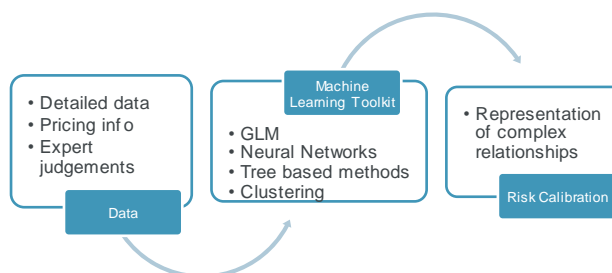 • Detailed data
• Pricing info
• Expert
judgements
Data
Machine
Learning Toolkit
• GLM
• Neural Networks
• Tree based methods
• Clustering
• Representation
of complex
relationships
Risk Calibration